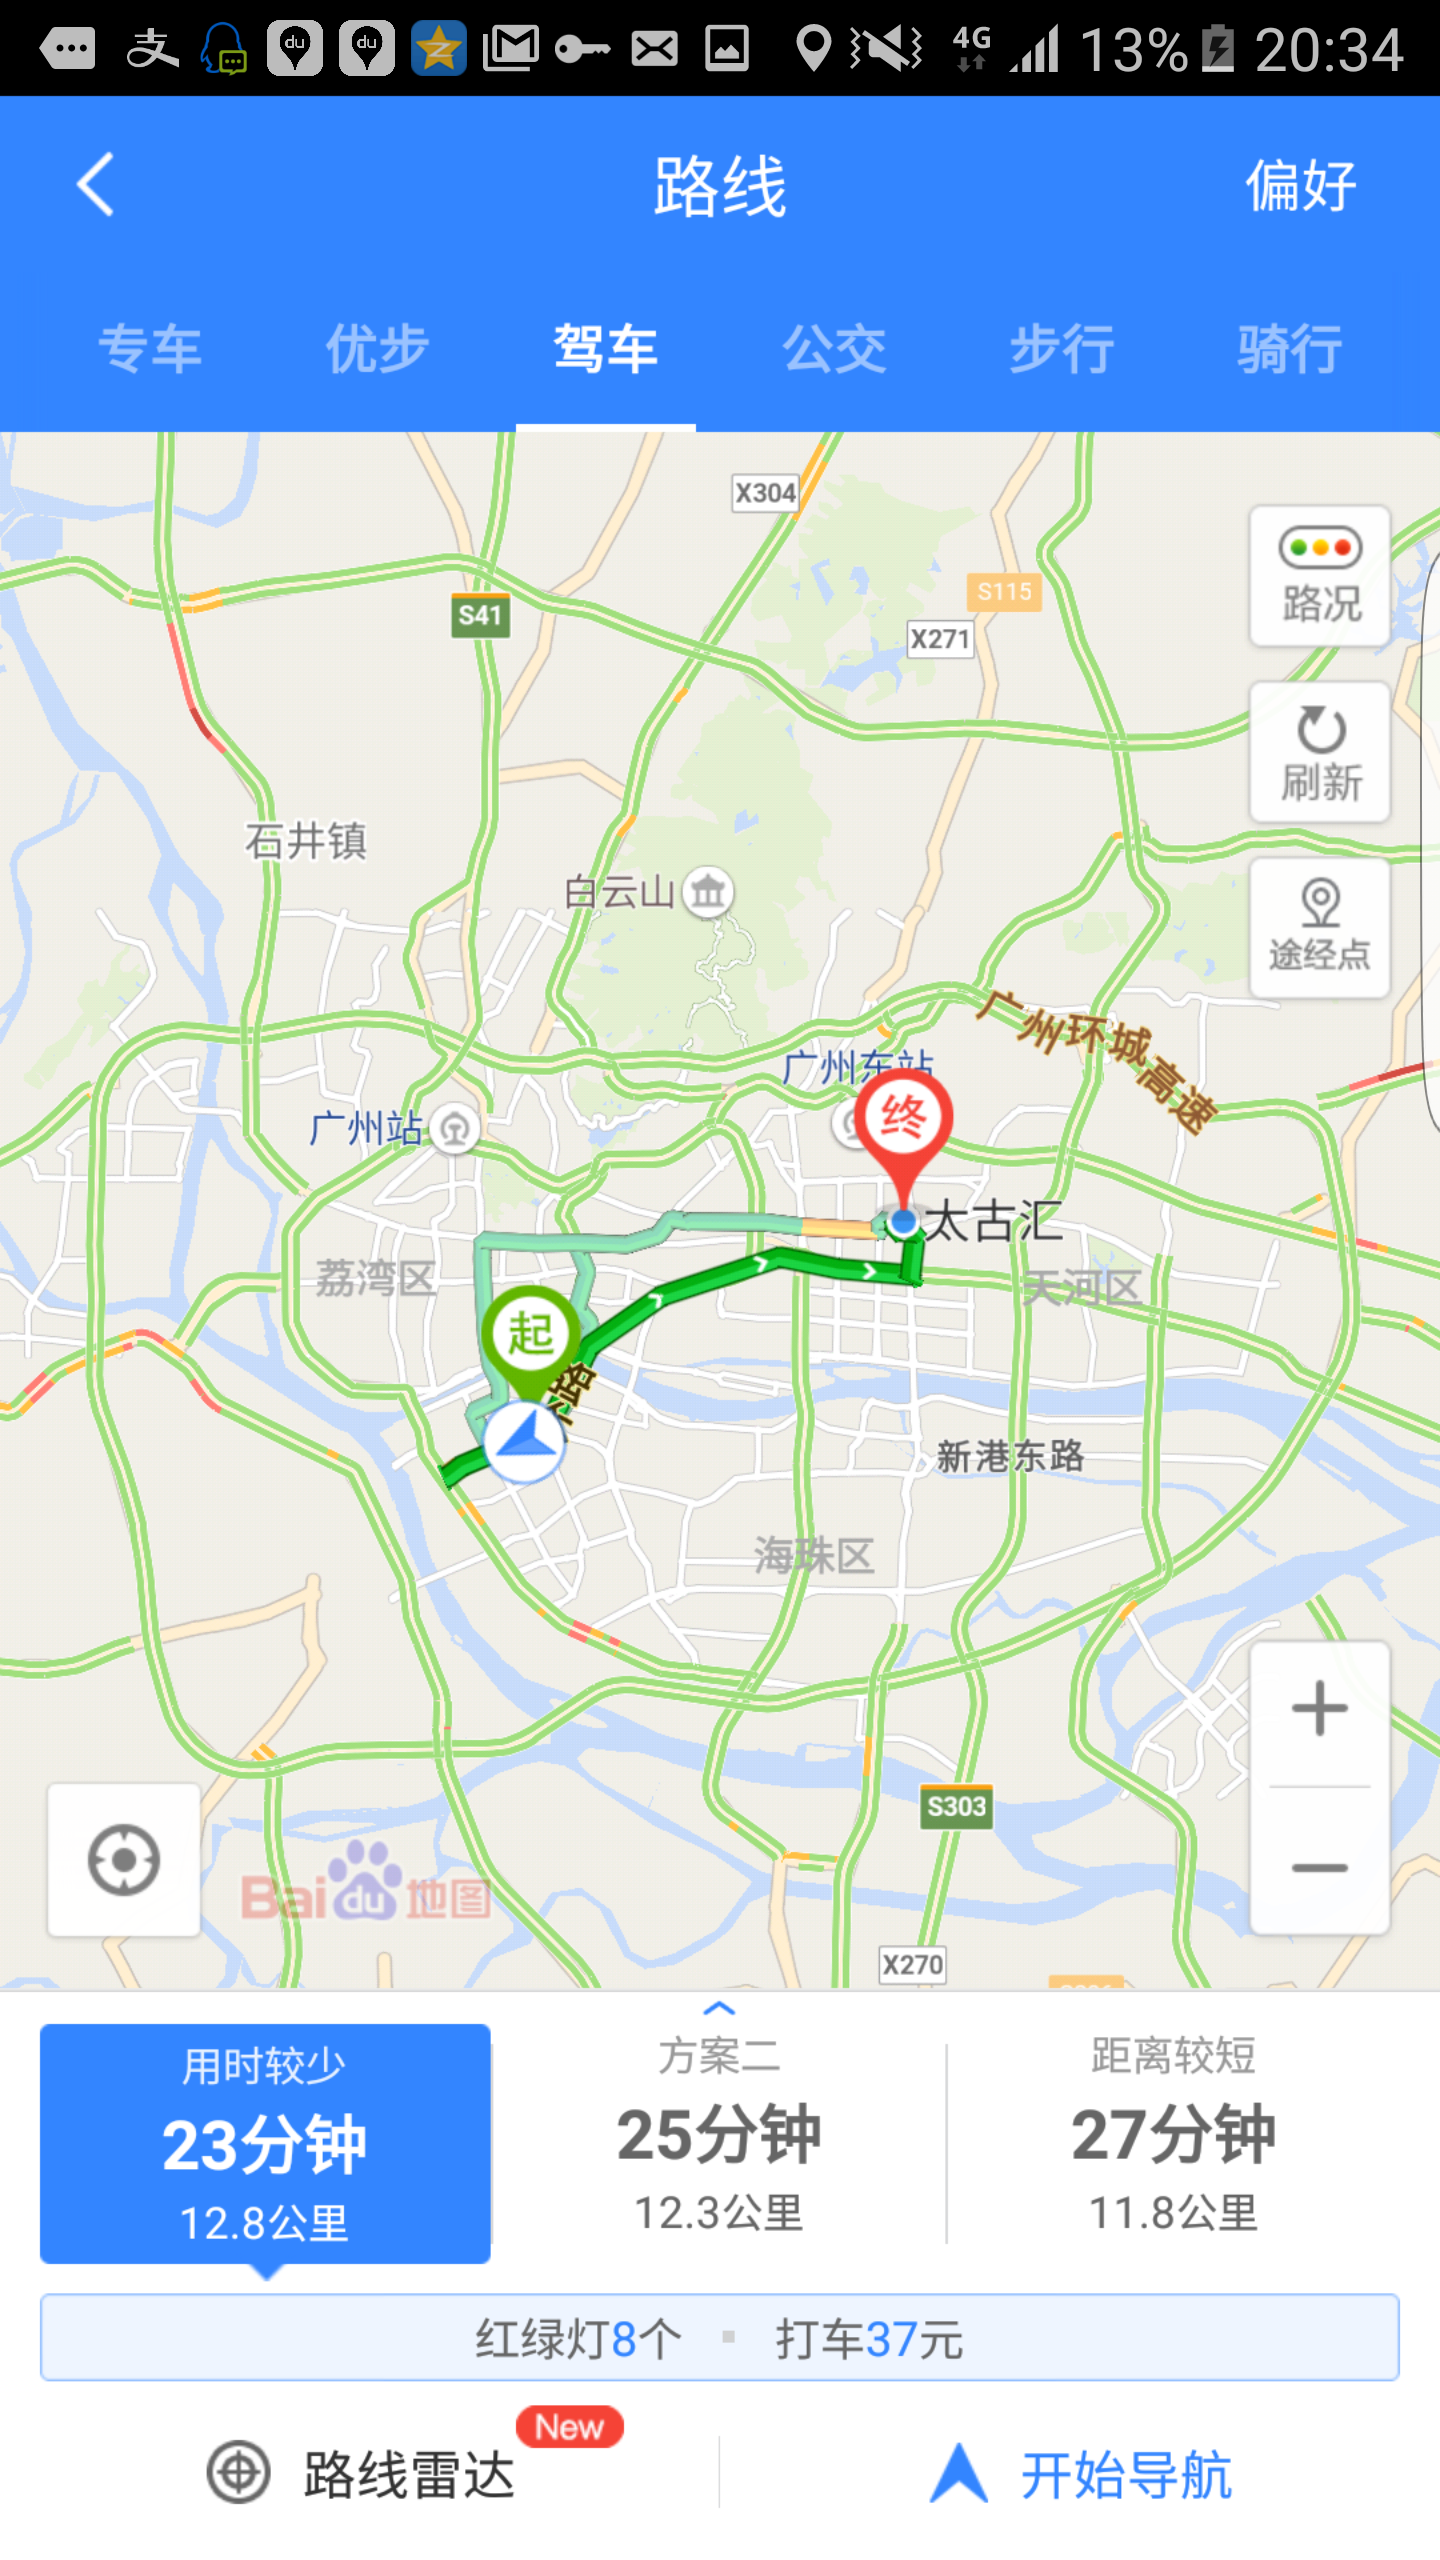 du
du
4G
13%
20:34
路线
偏好
专车
优步
驾车
公交
步行
骑行
X304
路况
S115
S41
X271
刷新
石井镇
白云山
途经点
广州环城高速
广州东站
终
广州站
太古汇
荔湾区
天河区
起
路
新港东路
海珠区
S303
Baidu地图
X270
用时较少
23分钟
12.8公里
方案二
25分钟
12.3公里
距离较短
27分钟
11.8公里
红绿灯8个
打车37元
New
路线雷达
开始导航